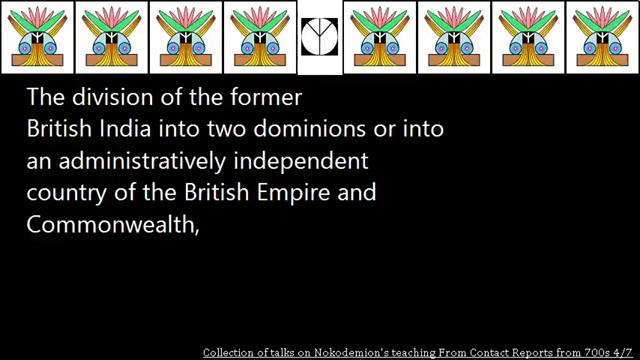 The division of the former
British India into two dominions or into
an administratively independent
country of the British Empire and
Commonwealth,
Collection of talks on Nokodemion's teaching From Contact Reports from 700s 4/7